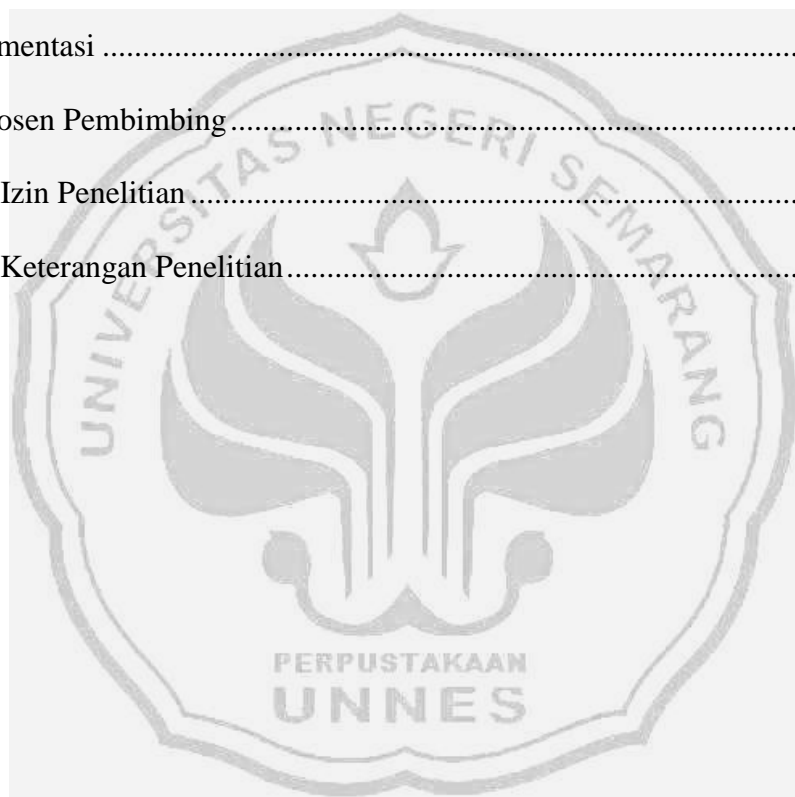 mentasi ....................................................................................
osen Pembimbing ....................................................................
Izin Penelitian .........................................................................
Keterangan Penelitian .............................................................
UNIVERSITAS NEGERI SEMARANG
PERPUSTAKAAN
UNNES